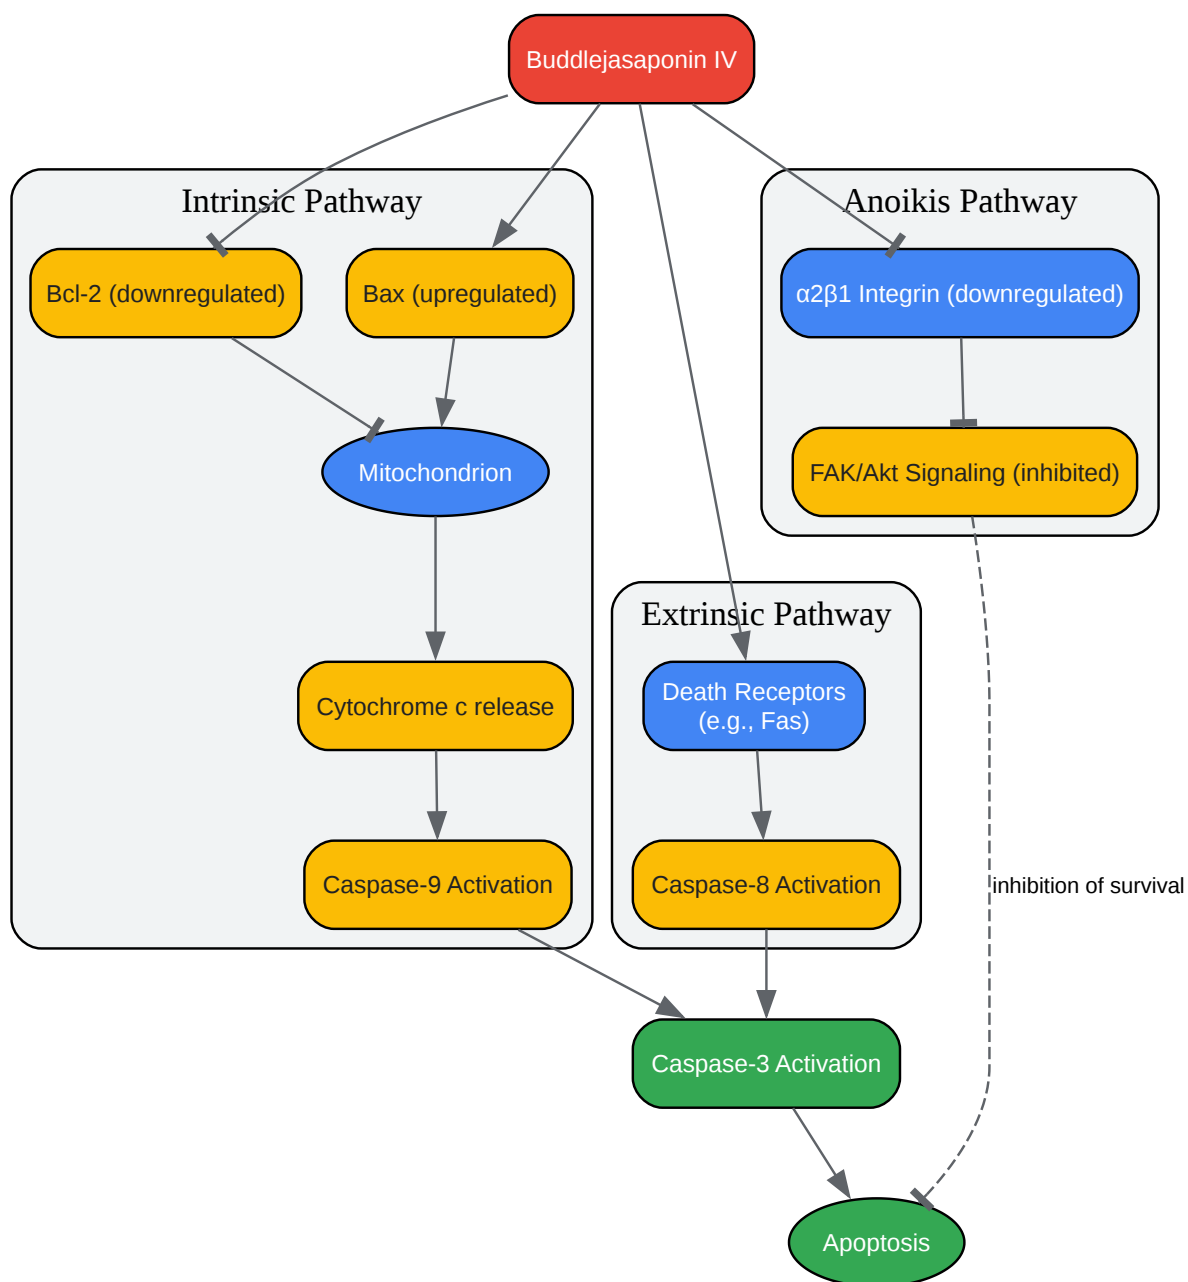 Buddlejasaponin IV
Intrinsic Pathway
Anoikis Pathway
Bcl-2 (downregulated)
Bax (upregulated)
α2β1 Integrin (downregulated)
Mitochondrion
FAK/Akt Signaling (inhibited)
Extrinsic Pathway
Cytochrome c release
Death Receptors
(e.g., Fas)
Caspase-9 Activation
Caspase-8 Activation
inhibition of survival
Caspase-3 Activation
Apoptosis